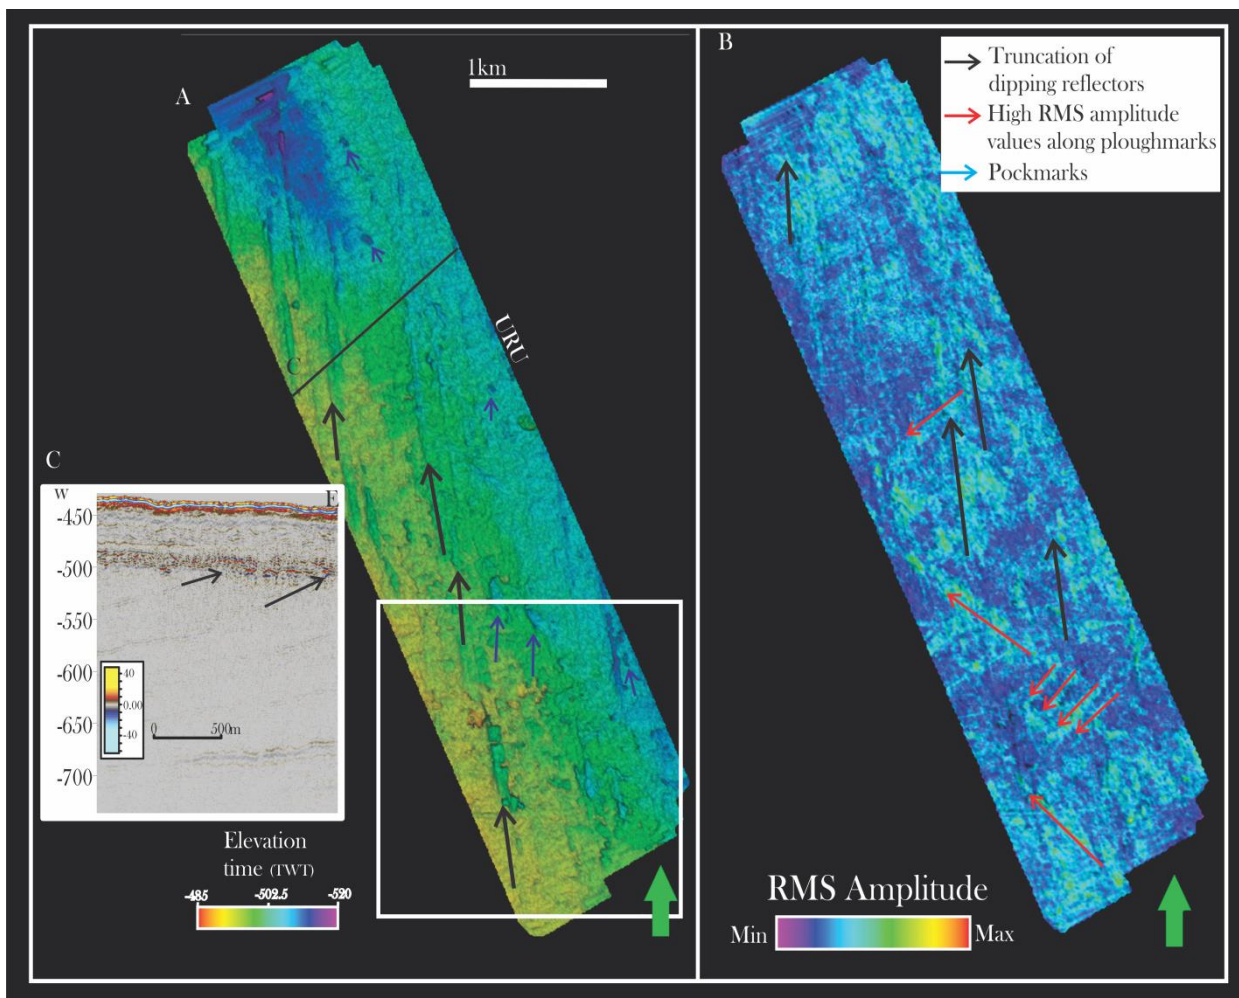 A
1km
URU
C
C
W
E
-450
-500
-550
-600
-650
-700
40
0.00
-40
0
500m
Elevation
time (TWT)
-485
-502.5
-520
B
Truncation of
dipping reflectors
High RMS amplitude
values along ploughmarks
Pockmarks
RMS Amplitude
Min
Max